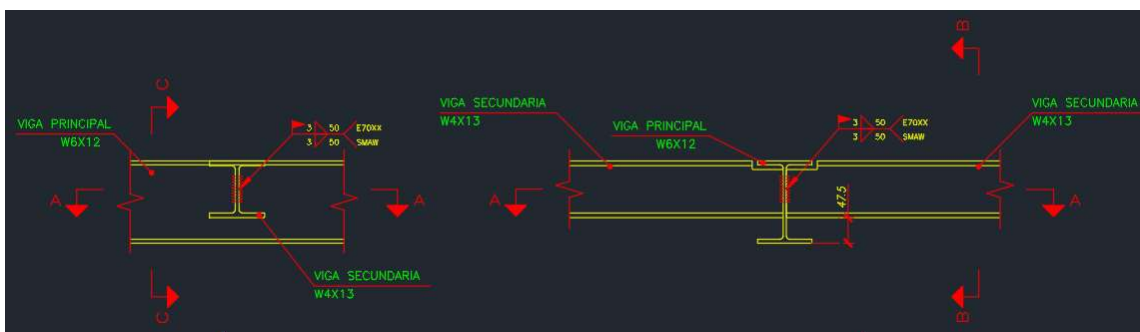 C
VIGA PRINCIPAL
W6X12
3 50 E70XX
3 50 SMAW
A
A
VIGA SECUNDARIA
W4X13
C
B
VIGA SECUNDARIA
W4X13
VIGA PRINCIPAL
W6X12
3 50 E70XX
3 50 SMAW
VIGA SECUNDARIA
W4X13
A
47.5
A
B